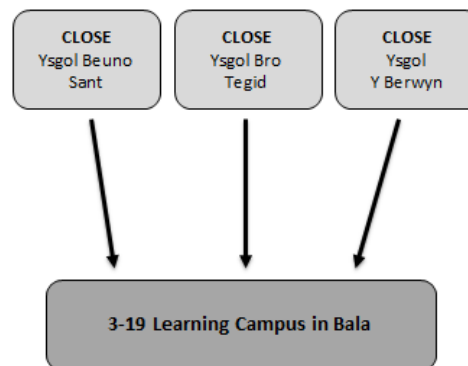 CLOSE
Ysgol Beuno
Sant
CLOSE
Ysgol Bro
Tegid
CLOSE
Ysgol
Y Berwyn
3-19 Learning Campus in Bala